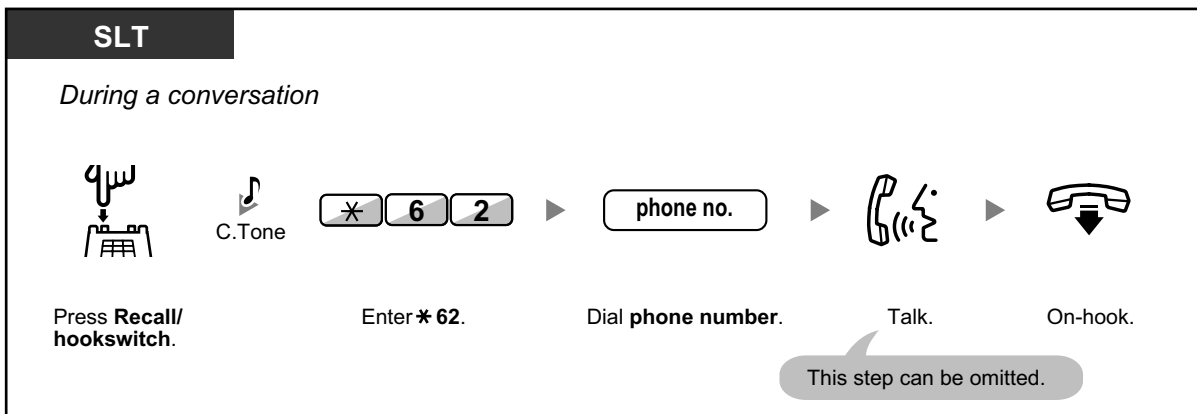 SLT
During a conversation
C.Tone
* 6 2
phone no.
Press Recall/
hookswitch.
Enter * 62.
Dial phone number.
Talk.
On-hook.
This step can be omitted.